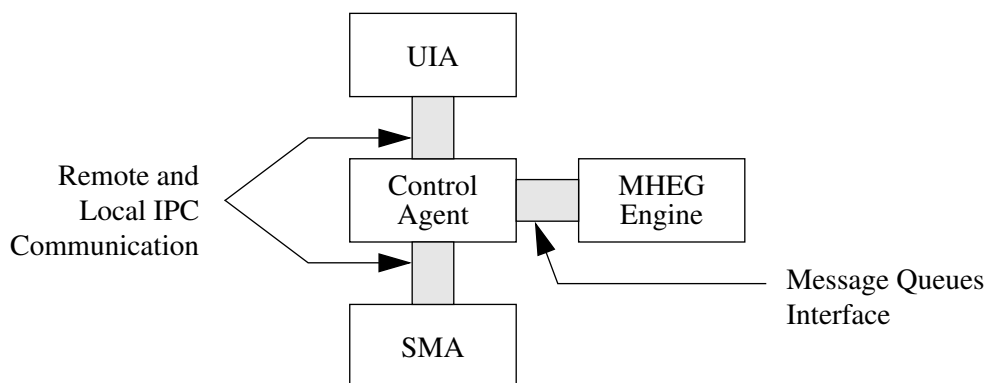 UIA
Remote and
Local IPC
Communication
Control
Agent
MHEG
Engine
Message Queues
Interface
SMA